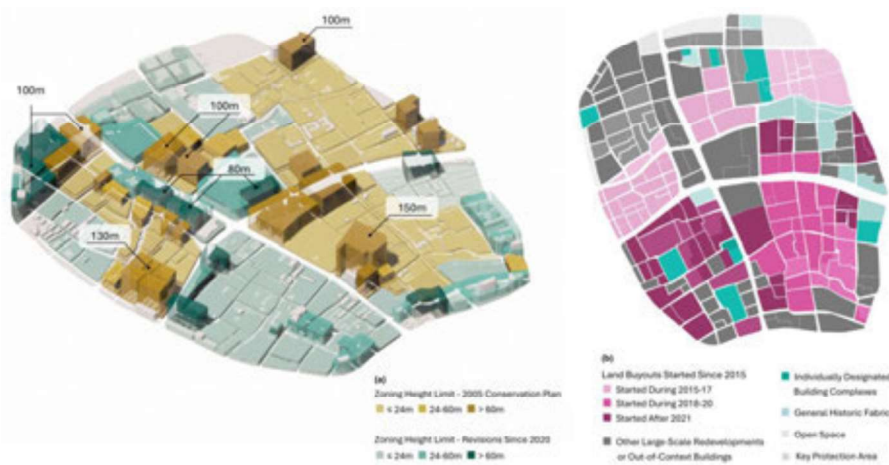 100m
100m
100m
80m
150m
130m
(a)
Zoning Height Limit - 2005 Conservation Plan
≤ 24m
24-60m
> 60m
Zoning Height Limit - Revisions Since 2020
≤ 24m
24-60m
> 60m
(b)
Land Buyouts Started Since 2015
Started During 2015-17
Started During 2018-20
Started After 2021
Other Large-Scale Redevelopments
or Out-of-Context Buildings
Individually Designated
Building Complexes
General Historic Fabric
Open Space
Key Protection Area